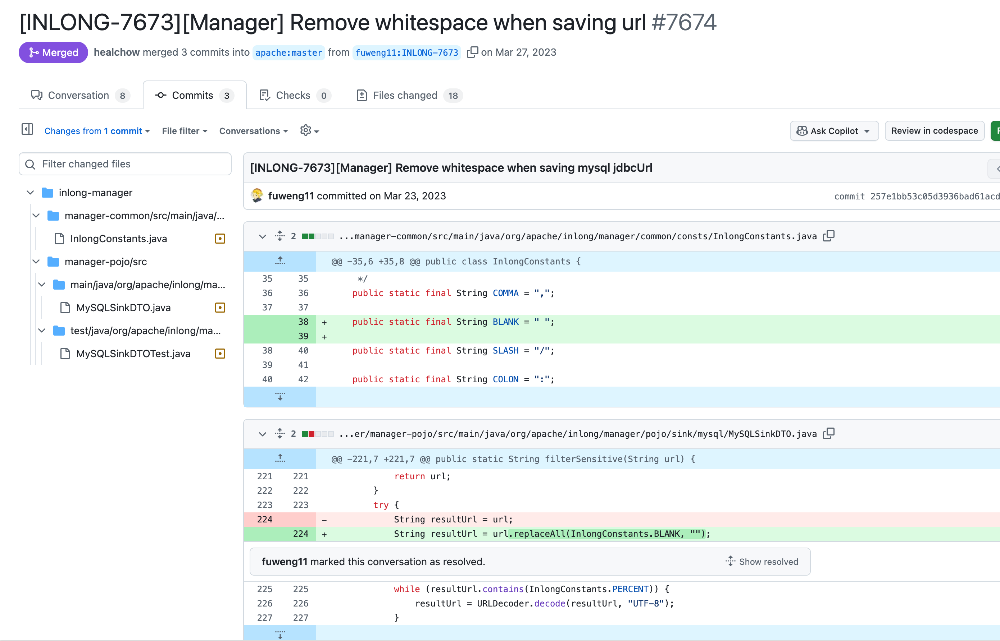 [INLONG-7673][Manager] Remove whitespace when saving url #7674
Merged healchow merged 3 commits into apache:master from fuweng11:INLONG-7673 on Mar 27, 2023
Conversation 8 Commits 3 Checks 0 Files changed 18
Changes from 1 commit File filter Conversations Ask Copilot Review in codespace
Filter changed files
inlong-manager
manager-common/src/main/java/...
InlongConstants.java
manager-pojo/src
main/java/org/apache/inlong/ma...
MySQLSinkDTO.java
test/java/org/apache/inlong/ma...
MySQLSinkDTOTest.java
[INLONG-7673][Manager] Remove whitespace when saving mysql jdbcUrl
fuweng11 committed on Mar 23, 2023 commit 257e1bb53c05d3936bad61acd
2 ...manager-common/src/main/java/org/apache/inlong/manager/common/consts/InlongConstants.java
@@ -35,6 +35,8 @@ public class InlongConstants {
35 35 */
36 36 public static final String COMMA = ",";
37 37
38 + public static final String BLANK = " ";
39 +
38 40 public static final String SLASH = "/";
39 41
40 42 public static final String COLON = ":";
2 ...er/manager-pojo/src/main/java/org/apache/inlong/manager/pojo/sink/mysql/MySQLSinkDTO.java
@@ -221,7 +221,7 @@ public static String filterSensitive(String url) {
221 221 return url;
222 222 }
223 223 try {
224 - String resultUrl = url;
224 + String resultUrl = url.replaceAll(InlongConstants.BLANK, "");
fuweng11 marked this conversation as resolved. Show resolved
225 225 while (resultUrl.contains(InlongConstants.PERCENT)) {
226 226 resultUrl = URLDecoder.decode(resultUrl, "UTF-8");
227 227 }